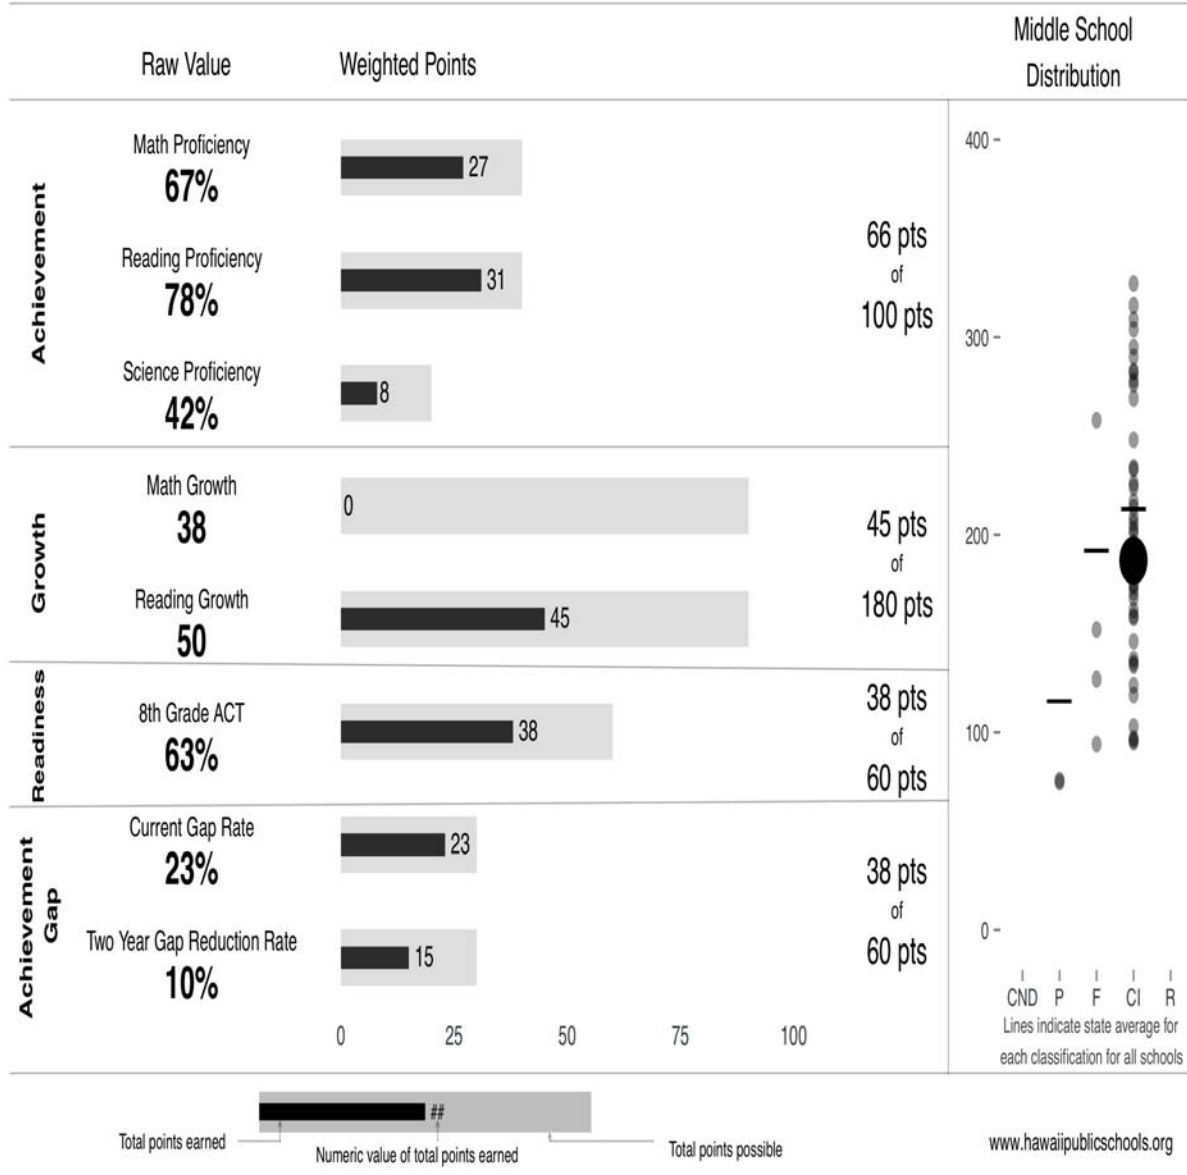 Raw Value
Weighted Points
Middle School
Distribution
Achievement
Math Proficiency
67%
27
Reading Proficiency
78%
31
Science Proficiency
42%
8
66 pts
of
100 pts
Growth
Math Growth
38
0
Reading Growth
50
45
45 pts
of
180 pts
Readiness
8th Grade ACT
63%
38
38 pts
of
60 pts
Achievement
Gap
Current Gap Rate
23%
23
Two Year Gap Reduction Rate
10%
15
38 pts
of
60 pts
0 25 50 75 100
400
300
200
100
0
CND P F CI R
Lines indicate state average for
each classification for all schools
##
Total points earned
Numeric value of total points earned
Total points possible
www.hawaiipublicschools.org